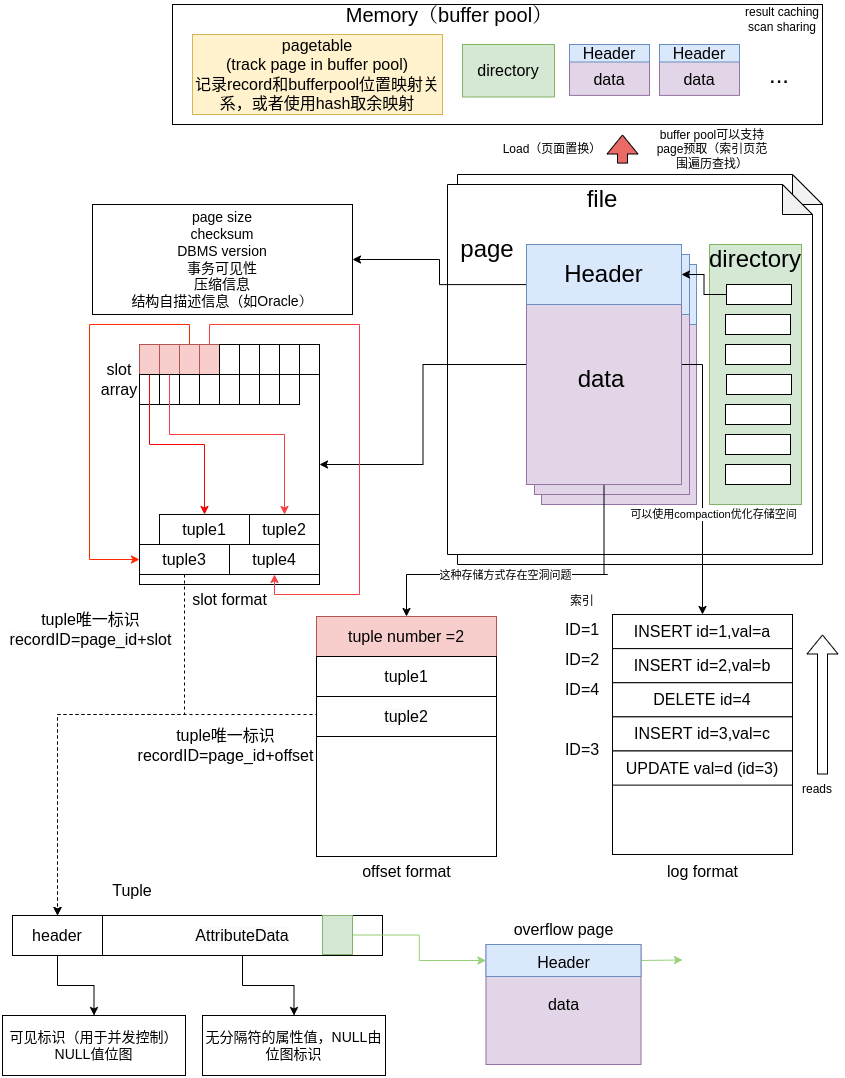 Memory（buffer pool）
result caching
scan sharing
pagetable
(track page in buffer pool)
记录record和bufferpool位置映射关
系，或者使用hash取余映射
directory
Header
data
Header
data
...
Load（页面置换）
buffer pool可以支持
page预取（索引页范
围遍历查找）
file
page
Header
data
directory
page size
checksum
DBMS version
事务可见性
压缩信息
结构自描述信息（如Oracle）
slot
array
tuple1
tuple2
tuple3
tuple4
slot format
可以使用compaction优化存储空间
这种存储方式存在空洞问题
tuple唯一标识
recordID=page_id+slot
tuple唯一标识
recordID=page_id+offset
tuple number =2
tuple1
tuple2
offset format
索引
ID=1
ID=2
ID=4
ID=3
INSERT id=1,val=a
INSERT id=2,val=b
DELETE id=4
INSERT id=3,val=c
UPDATE val=d (id=3)
log format
reads
Tuple
header
AttributeData
可见标识（用于并发控制）
NULL值位图
无分隔符的属性值，NULL由
位图标识
overflow page
Header
data